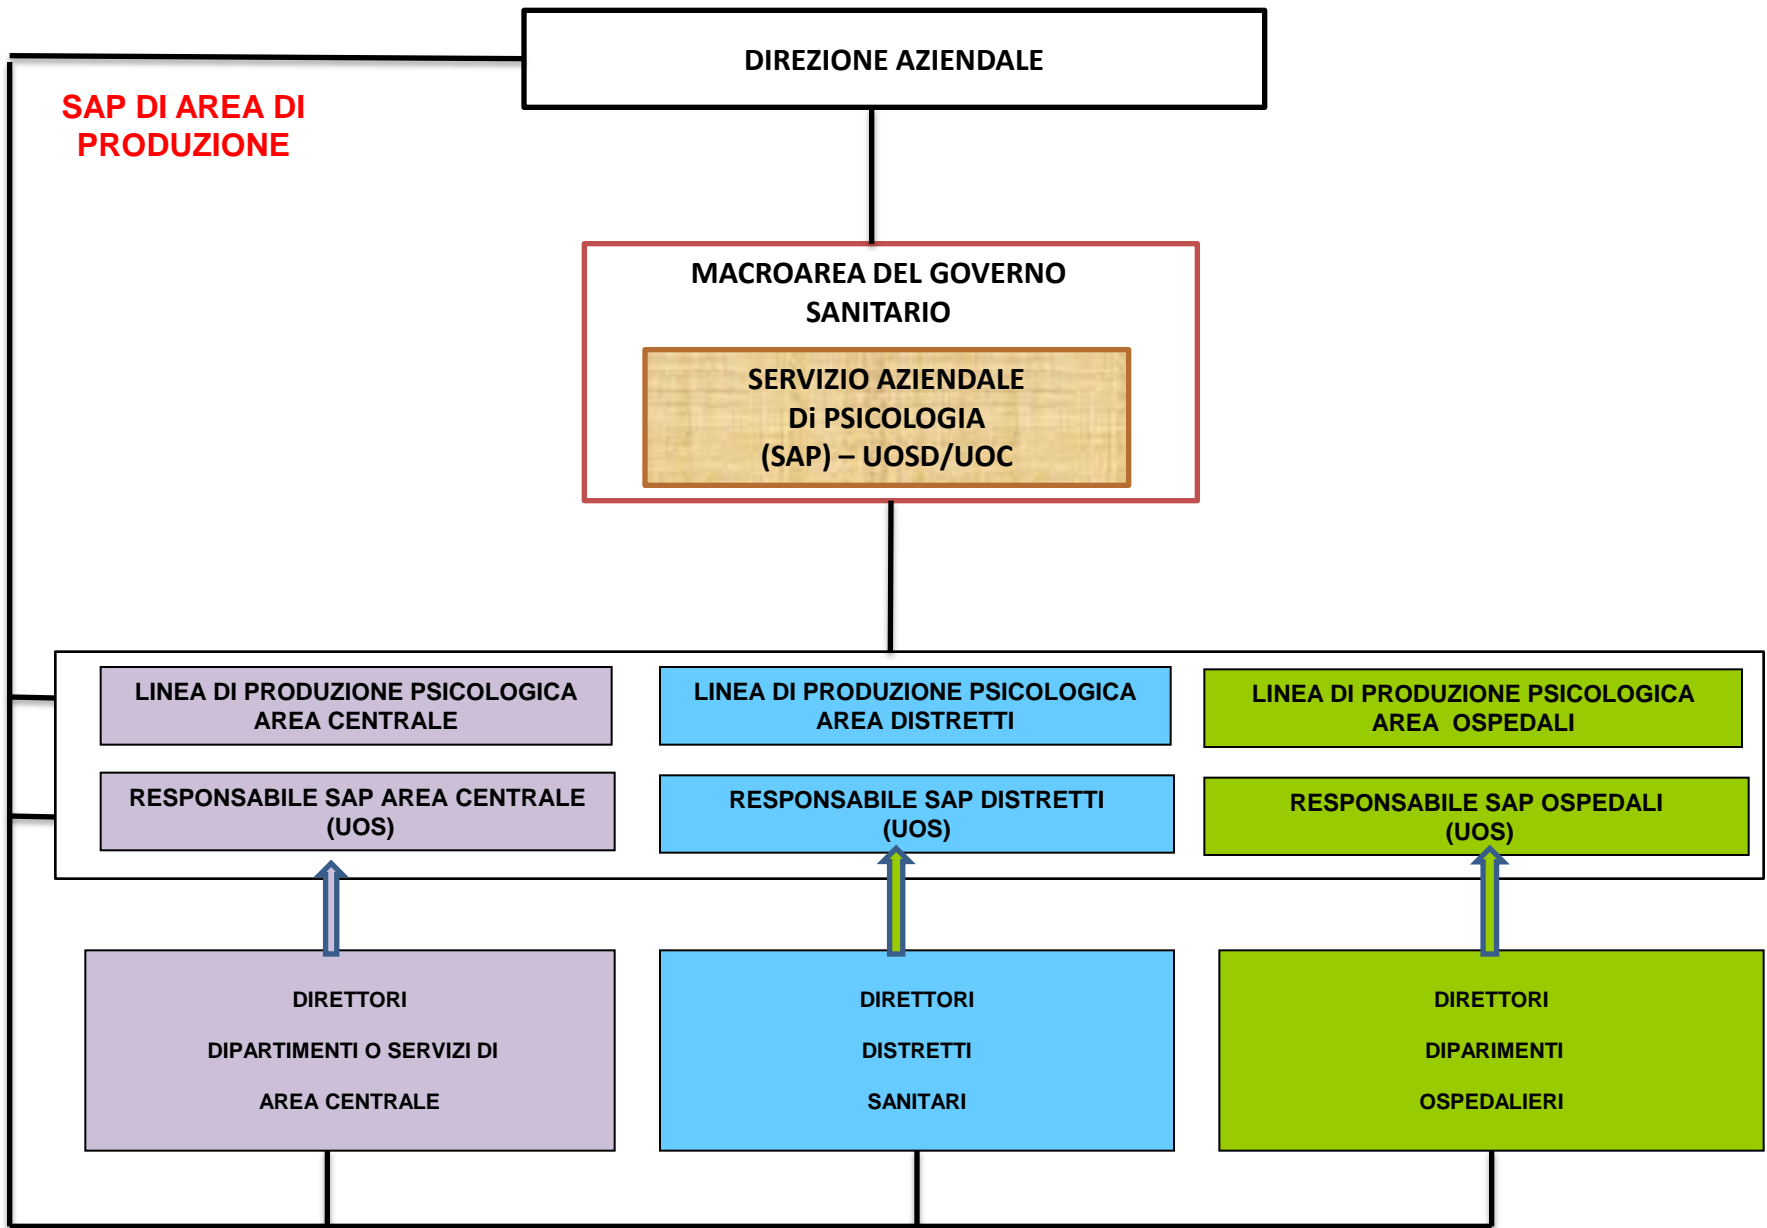 DIREZIONE AZIENDALE
SAP DI AREA DI
PRODUZIONE
MACROAREA DEL GOVERNO
SANITARIO
SERVIZIO AZIENDALE
Di PSICOLOGIA
(SAP) – UOSD/UOC
LINEA DI PRODUZIONE PSICOLOGICA
AREA CENTRALE
LINEA DI PRODUZIONE PSICOLOGICA
AREA DISTRETTI
LINEA DI PRODUZIONE PSICOLOGICA
AREA OSPEDALI
RESPONSABILE SAP AREA CENTRALE
(UOS)
RESPONSABILE SAP DISTRETTI
(UOS)
RESPONSABILE SAP OSPEDALI
(UOS)
DIRETTORI
DIPARTIMENTI O SERVIZI DI
AREA CENTRALE
DIRETTORI
DISTRETTI
SANITARI
DIRETTORI
DIPARIMENTI
OSPEDALIERI